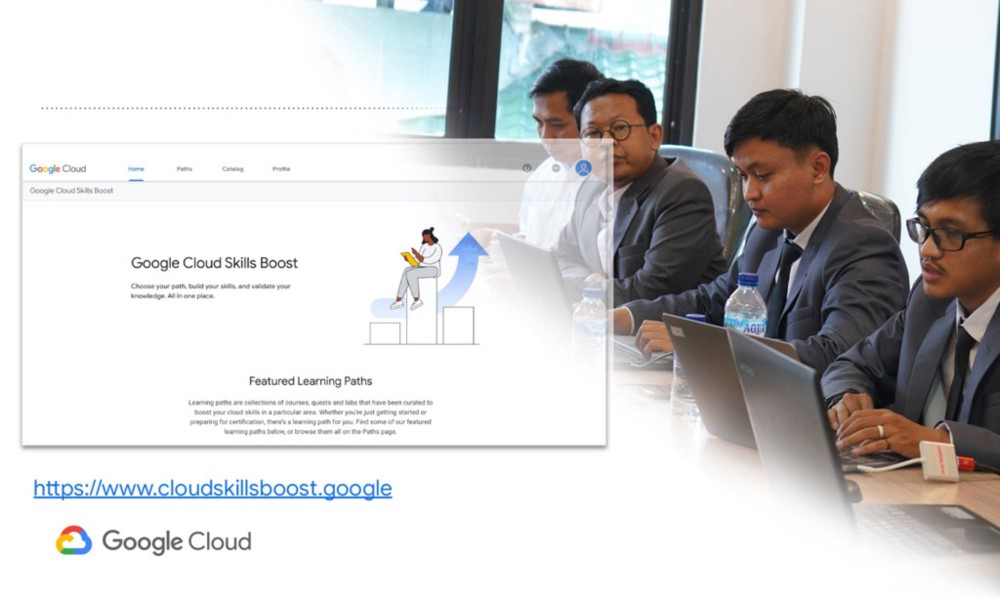 Google Cloud
Home Paths Catalog Profile
Google Cloud Skills Boost
Google Cloud Skills Boost
Choose your path, build your skills, and validate your
knowledge. All in one place.
Featured Learning Paths
Learning paths are collections of courses, quests and labs that have been curated to
boost your cloud skills in a particular area. Whether you're just getting started or
preparing for certification, there's a learning path for you. Find some of our featured
learning paths below, or browse them all on the Paths page.
https://www.cloudskillsboost.google
Google Cloud